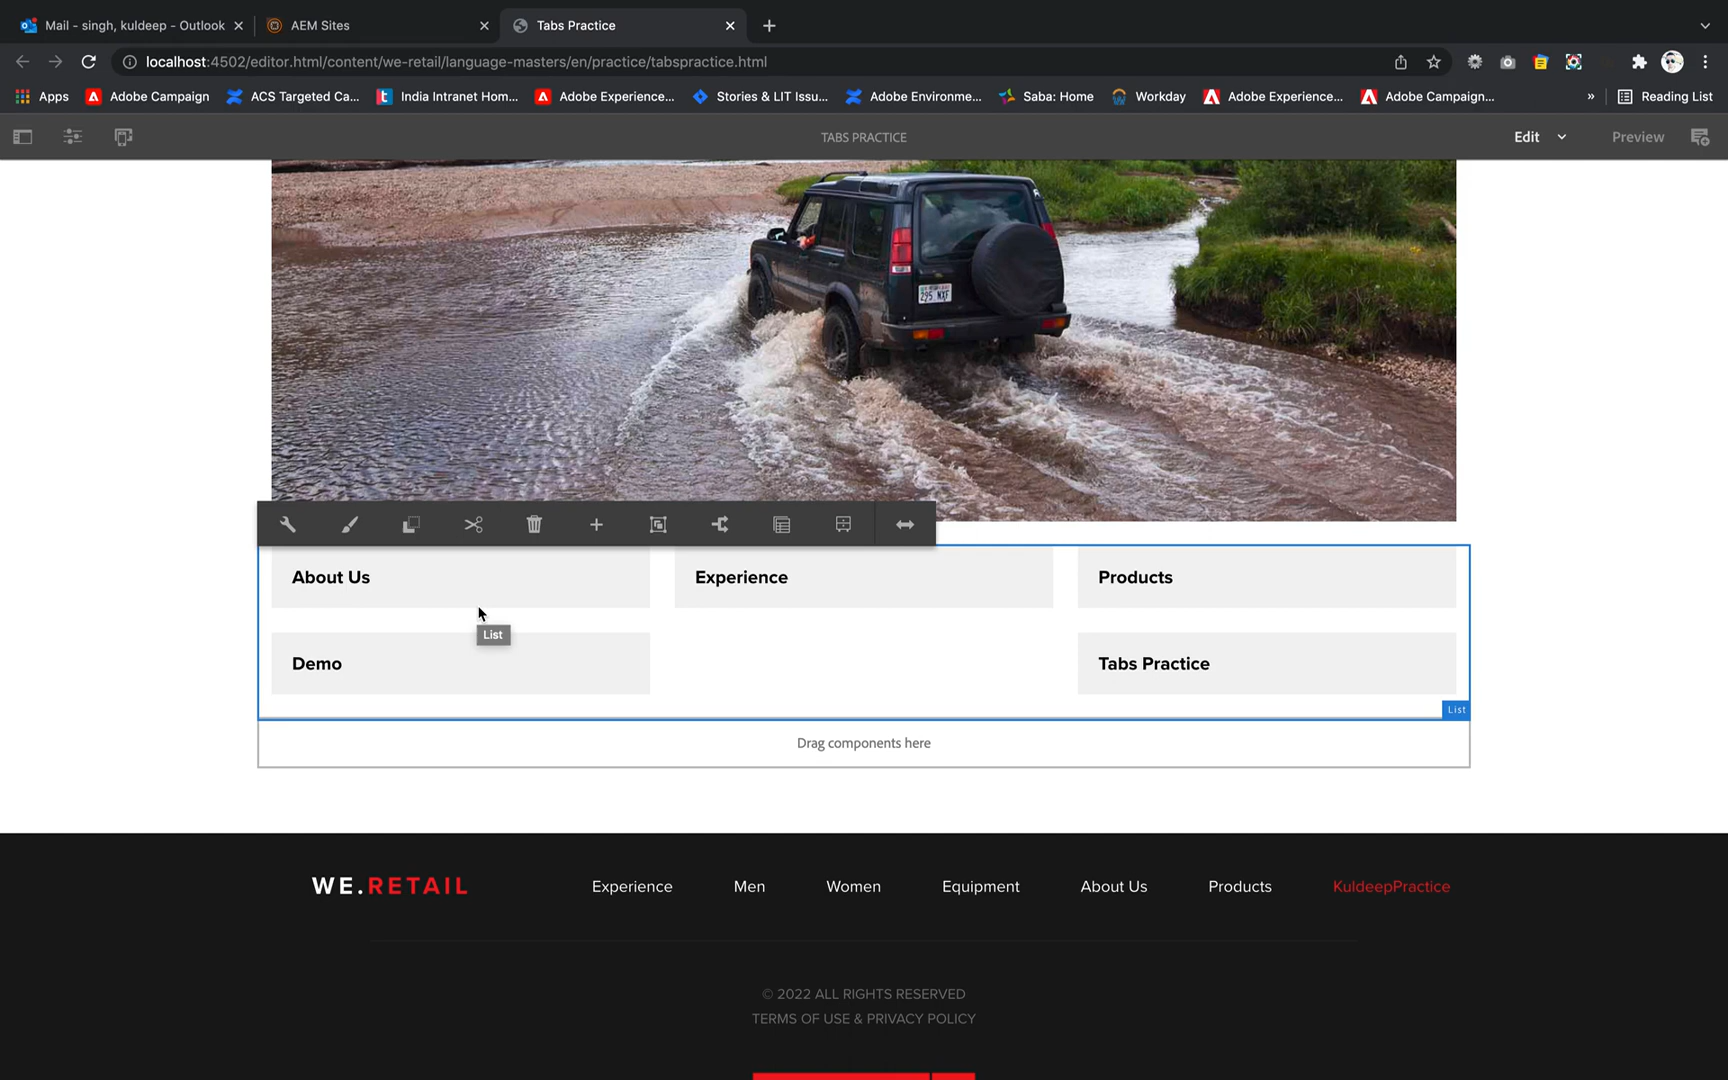 Mail - singh, kuldeep - Outlook
AEM Sites
Tabs Practice
localhost:4502/editor.html/content/we-retail/language-masters/en/practice/tabspractice.html
Apps
Adobe Campaign
ACS Targeted Ca...
India Intranet Hom...
Adobe Experience...
Stories & LIT Issu...
Adobe Environme...
Saba: Home
Workday
Adobe Experience...
Adobe Campaign...
»
Reading List
TABS PRACTICE
Edit
Preview
295 NXF
About Us
Experience
Products
List
Demo
Tabs Practice
List
Drag components here
WE.RETAIL
Experience
Men
Women
Equipment
About Us
Products
KuldeepPractice
© 2022 ALL RIGHTS RESERVED
TERMS OF USE & PRIVACY POLICY